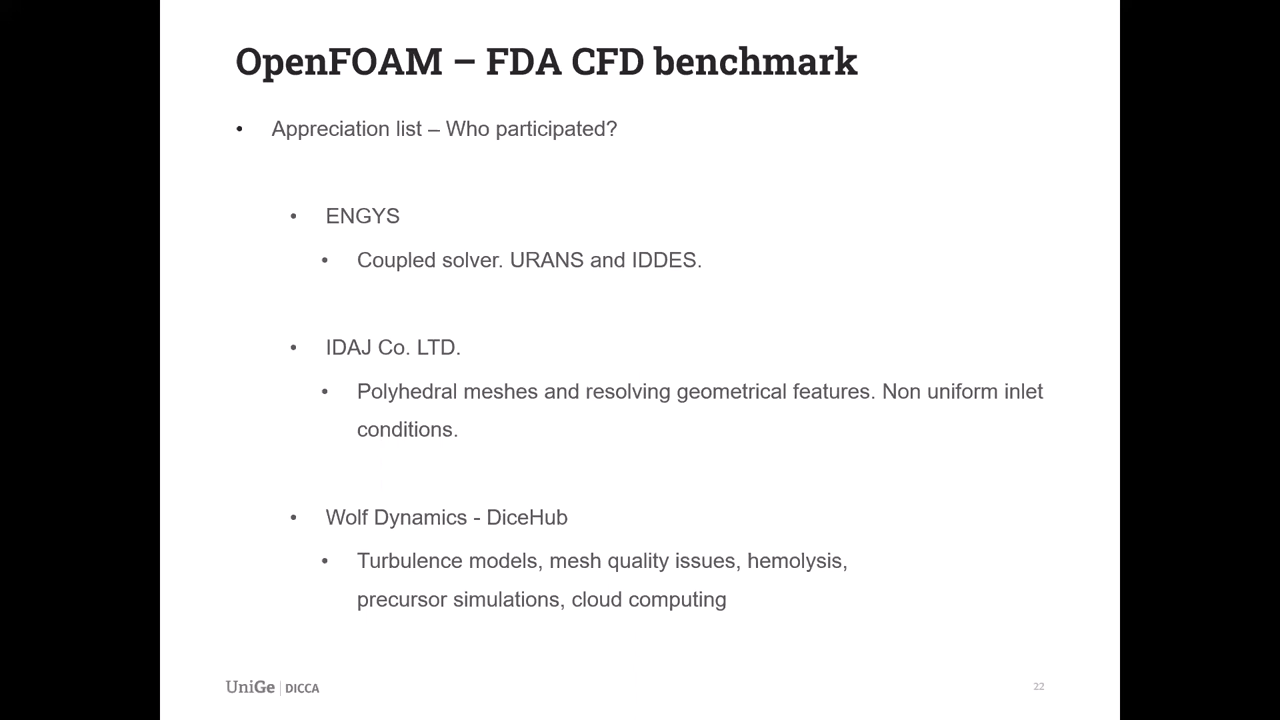 OpenFOAM – FDA CFD benchmark
• Appreciation list – Who participated?
• ENGYS
• Coupled solver. URANS and IDDES.
• IDAJ Co. LTD.
• Polyhedral meshes and resolving geometrical features. Non uniform inlet
conditions.
• Wolf Dynamics - DiceHub
• Turbulence models, mesh quality issues, hemolysis,
precursor simulations, cloud computing
UniGe | DICCA
22